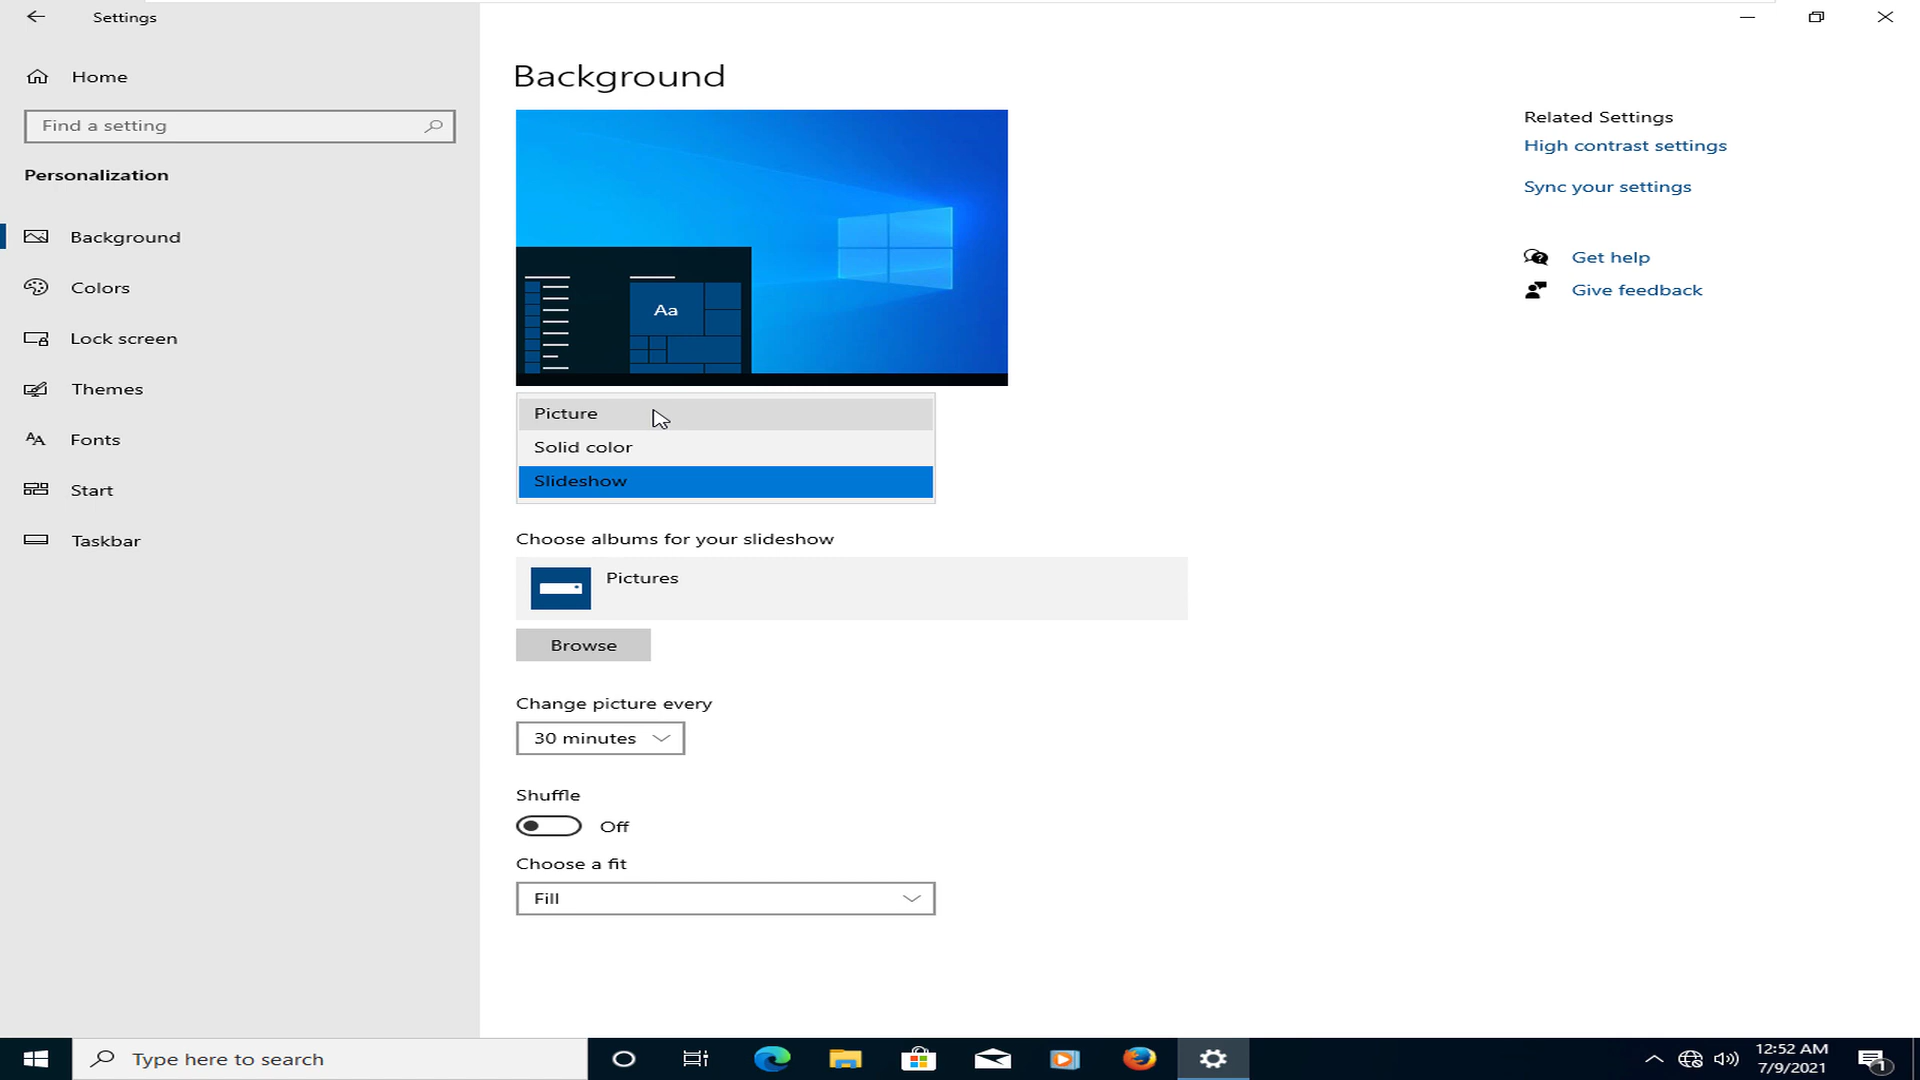 Settings
Home
Find a setting
Personalization
Background
Colors
Lock screen
Themes
Fonts
Start
Taskbar
Background
Aa
Picture
Solid color
Slideshow
Choose albums for your slideshow
Pictures
Browse
Change picture every
30 minutes
Shuffle
Off
Choose a fit
Fill
Related Settings
High contrast settings
Sync your settings
Get help
Give feedback
Type here to search
12:52 AM
7/9/2021
1